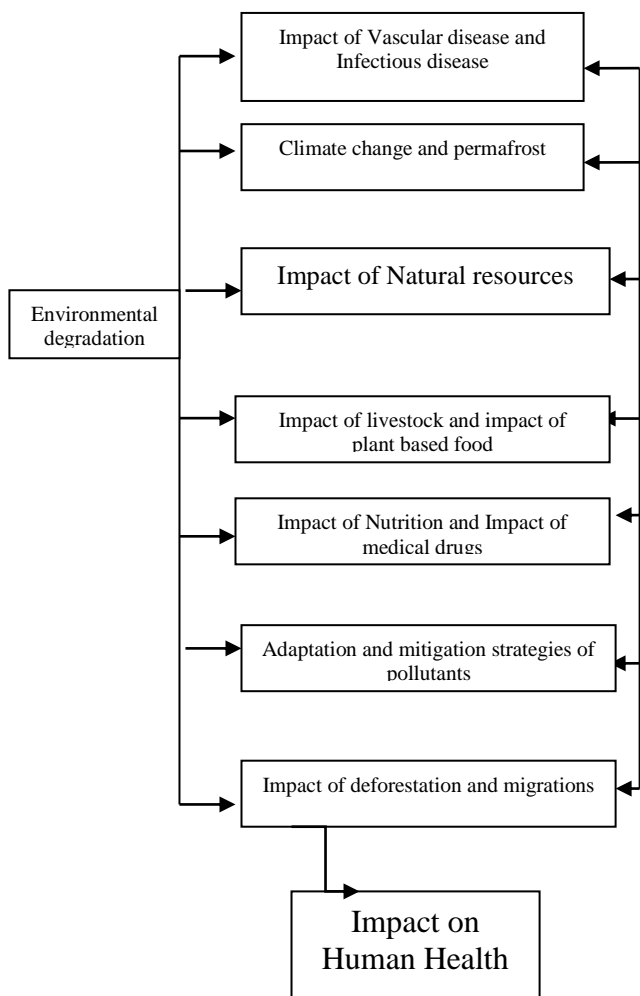 Impact of Vascular disease and
Infectious disease
Climate change and permafrost
Impact of Natural resources
Environmental
degradation
Impact of livestock and impact of
plant based food
Impact of Nutrition and Impact of
medical drugs
Adaptation and mitigation strategies of
pollutants
Impact of deforestation and migrations
Impact on
Human Health